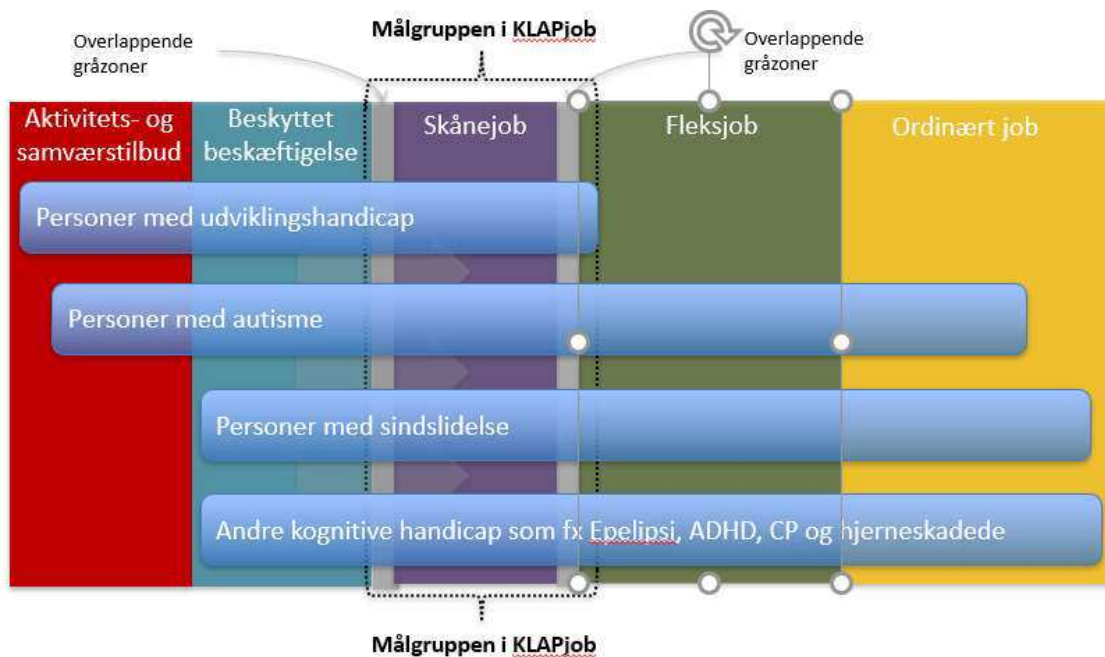 Målgruppen i KLAPjob
Overlappende
gråzoner
Overlappende
gråzoner
Aktivitets- og
samværstilbud
Beskyttet
beskæftigelse
Skånejob
Fleksjob
Ordinært job
Personer med udviklingshandicap
Personer med autisme
Personer med sindslidelse
Andre kognitive handicap som fx Epelipsi, ADHD, CP og hjerneskadede
Målgruppen i KLAPjob